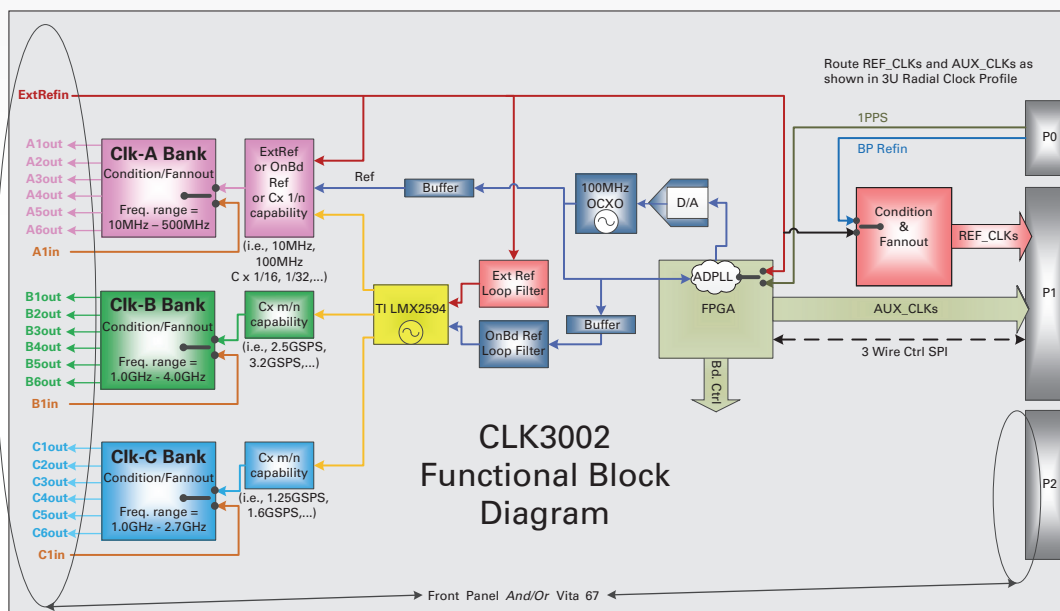 Route REF_CLKs and AUX_CLKs as
shown in 3U Radial Clock Profile
ExtRefin
1PPS
P0
BP Refin
A1out
A2out
A3out
A4out
A5out
A6out
A1in
Clk-A Bank
Condition/Fannout
Freq. range =
10MHz – 500MHz
ExtRef
or OnBd
Ref
or Cx 1/n
capability
(i.e., 10MHz,
100MHz
C x 1/16, 1/32,...)
Ref
Buffer
100MHz
OCXO
D/A
Condition
&
Fannout
REF_CLKs
P1
Ext Ref
Loop Filter
ADPLL
FPGA
AUX_CLKs
B1out
B2out
B3out
B4out
B5out
B6out
B1in
Clk-B Bank
Condition/Fannout
Freq. range =
1.0GHz - 4.0GHz
Cx m/n
capability
(i.e., 2.5GSPS,
3.2GSPS,...)
TI LMX2594
OnBd Ref
Loop Filter
Buffer
3 Wire Ctrl SPI
Bd. Ctrl
C1out
C2out
C3out
C4out
C5out
C6out
C1in
Clk-C Bank
Condition/Fannout
Freq. range =
1.0GHz - 2.7GHz
Cx m/n
capability
(i.e., 1.25GSPS,
1.6GSPS,...)
CLK3002
Functional Block
Diagram
P2
Front Panel And/Or Vita 67